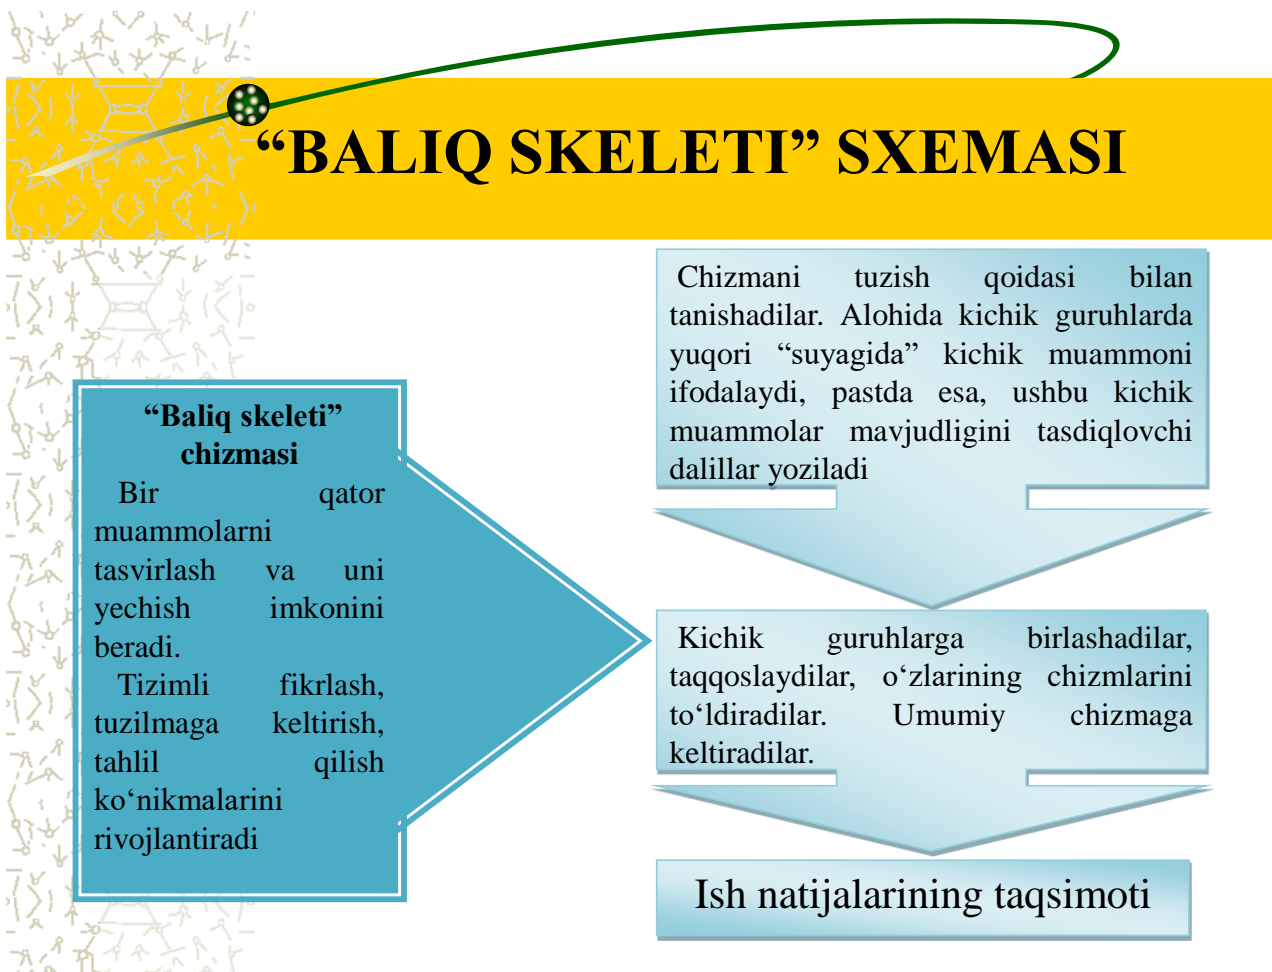 “BALIQ SKELETI” SXEMASI
“Baliq skeleti”
chizmasi
Bir qator
muammolarni
tasvirlash va uni
yechish imkonini
beradi.
Tizimli fikrlash,
tuzilmaga keltirish,
tahlil qilish
ko‘nikmalarini
rivojlantiradi
Chizmani tuzish qoidasi bilan
tanishadilar. Alohida kichik guruhlarda
yuqori “suyagida” kichik muammoni
ifodalaydi, pastda esa, ushbu kichik
muammolar mavjudligini tasdiqlovchi
dalillar yoziladi
Kichik guruhlarga birlashadilar,
taqqoslaydilar, o‘zlarining chizmlarini
to‘ldiradilar. Umumiy chizmaga
keltiradilar.
Ish natijalarining taqsimoti